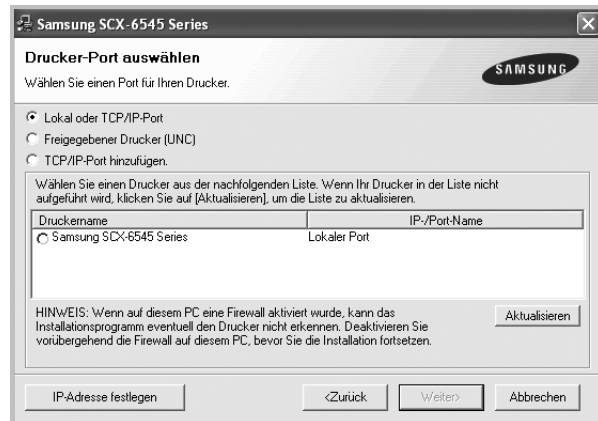 Samsung SCX-6545 Series
Drucker-Port auswählen
Wählen Sie einen Port für Ihren Drucker.
SAMSUNG
Lokal oder TCP/IP-Port
Freigegebener Drucker (UNC)
TCP/IP-Port hinzufügen.
Wählen Sie einen Drucker aus der nachfolgenden Liste. Wenn Ihr Drucker in der Liste nicht
aufgeführt wird, klicken Sie auf [Aktualisieren], um die Liste zu aktualisieren.
Druckername IP-/Port-Name
Samsung SCX-6545 Series Lokaler Port
HINWEIS: Wenn auf diesem PC eine Firewall aktiviert wurde, kann das
Installationsprogramm eventuell den Drucker nicht erkennen. Deaktivieren Sie
vorübergehend die Firewall auf diesem PC, bevor Sie die Installation fortsetzen.
Aktualisieren
IP-Adresse festlegen <Zurück Weiter> Abbrechen